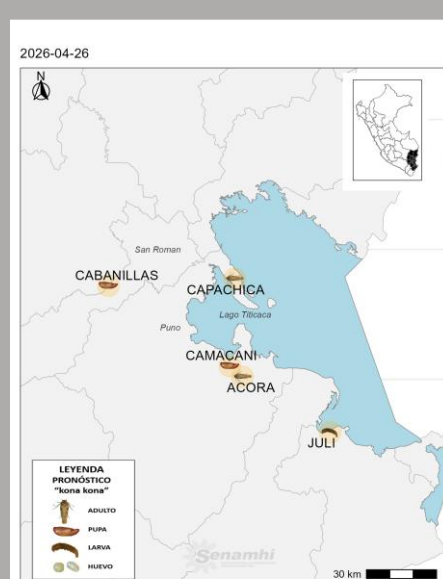 2026-04-26
N
San Roman
CABANILLAS
CAPACHICA
Lago Titicaca
Puno
CAMACANI
ACORA
JULI
LEYENDA
PRONÓSTICO
"kona kona"
ADULTO
PUPA
LARVA
HUEVO
Senamhi
30 km